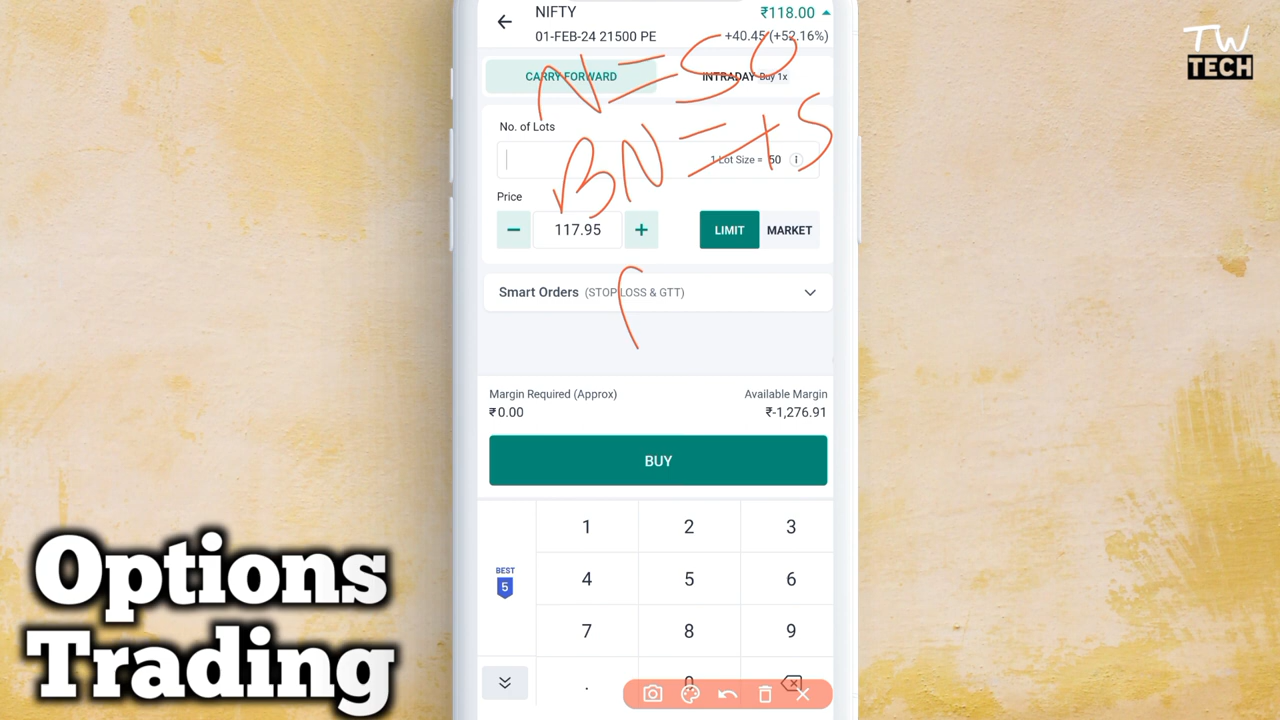 NIFTY
₹118.00
01-FEB-24 21500 PE
+40.45 (+52.16%)
CARRY FORWARD
INTRADAY Buy 1x
N=50
No. of Lots
BN=15
1 Lot Size = 50
Price
117.95
LIMIT
MARKET
Smart Orders (STOP LOSS & GTT)
Margin Required (Approx)
Available Margin
₹0.00
₹-1,276.91
BUY
1 2 3
BEST
5
4 5 6
7 8 9
. 0
TW
TECH
Options
Trading